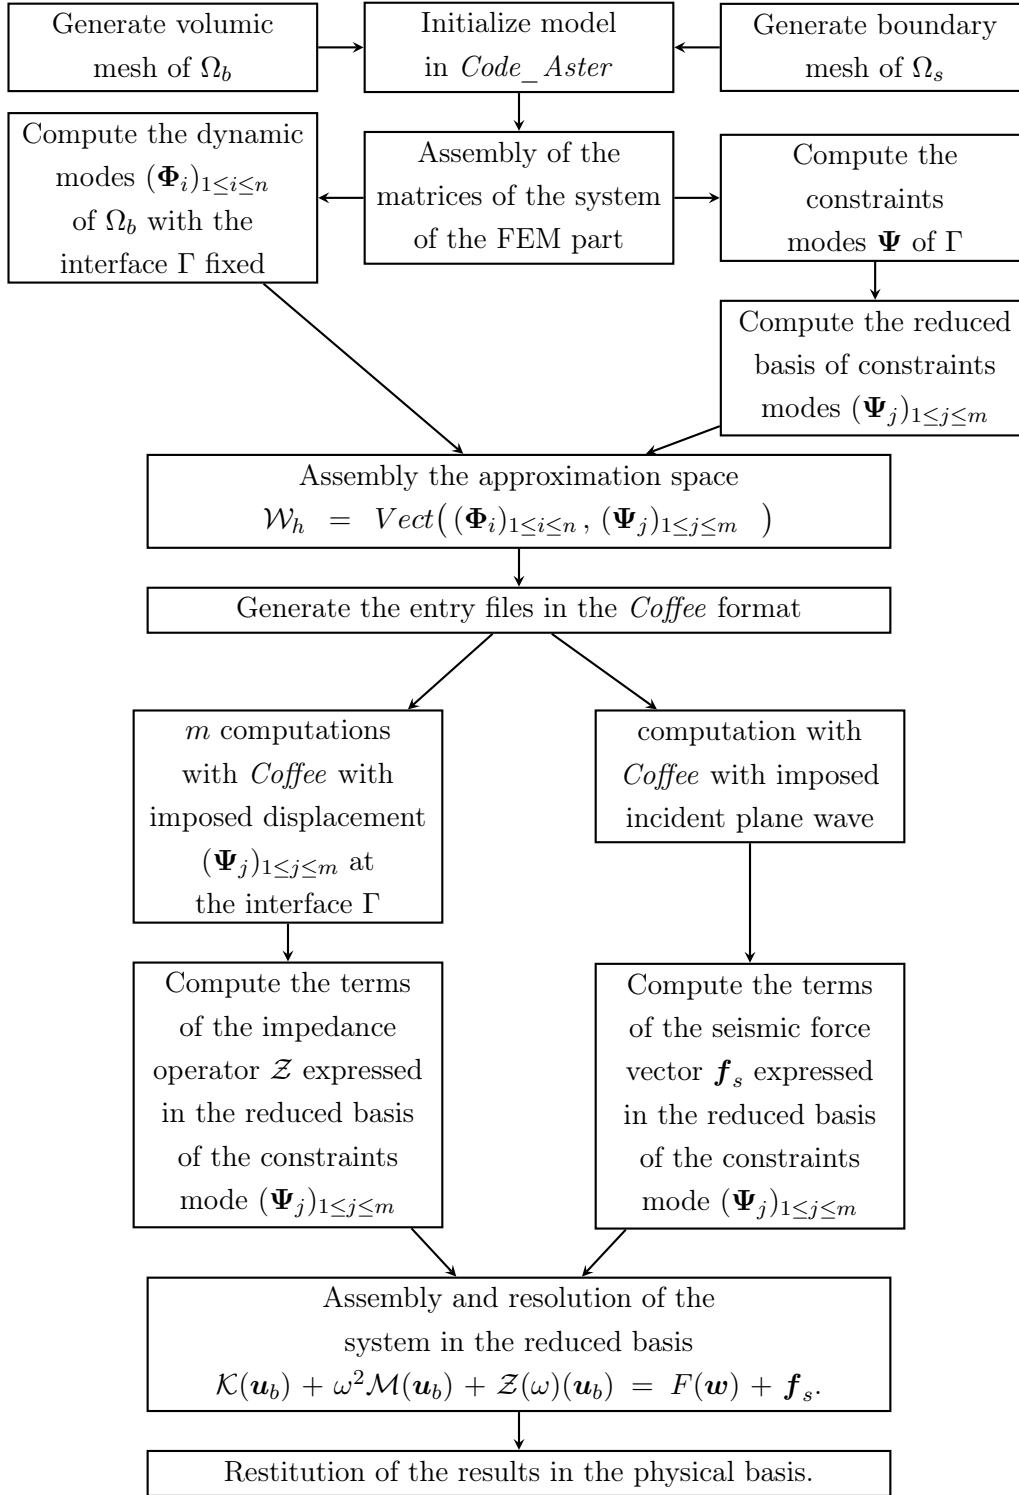 Generate volumic
mesh of Ω_b
Initialize model
in Code_Aster
Generate boundary
mesh of Ω_s
Compute the dynamic
modes (Φ_i)_{1≤i≤n}
of Ω_b with the
interface Γ fixed
Assembly of the
matrices of the system
of the FEM part
Compute the
constraints
modes Ψ of Γ
Compute the reduced
basis of constraints
modes (Ψ_j)_{1≤j≤m}
Assembly the approximation space
𝒲_h = Vect((Φ_i)_{1≤i≤n}, (Ψ_j)_{1≤j≤m} )
Generate the entry files in the Coffee format
m computations
with Coffee with
imposed displacement
(Ψ_j)_{1≤j≤m} at
the interface Γ
computation with
Coffee with imposed
incident plane wave
Compute the terms
of the impedance
operator 𝒵 expressed
in the reduced basis
of the constraints
mode (Ψ_j)_{1≤j≤m}
Compute the terms
of the seismic force
vector f_s expressed
in the reduced basis
of the constraints
mode (Ψ_j)_{1≤j≤m}
Assembly and resolution of the
system in the reduced basis
𝒦(u_b) + ω²ℳ(u_b) + 𝒵(ω)(u_b) = F(w) + f_s.
Restitution of the results in the physical basis.